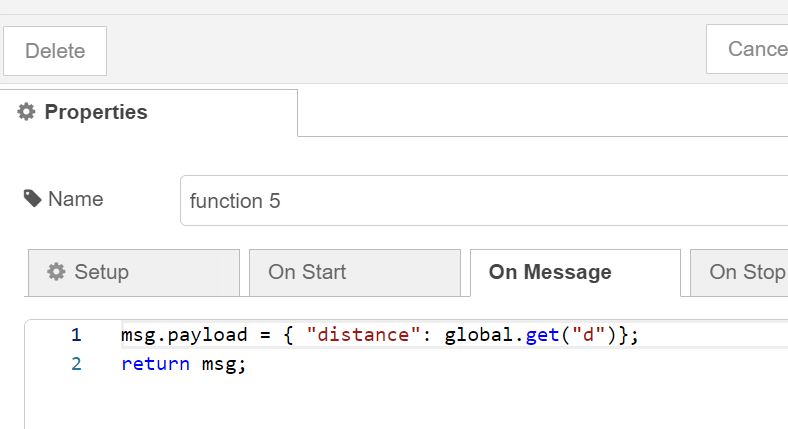 Delete
Cance
Properties
Name
function 5
Setup
On Start
On Message
On Stop
1 msg.payload = { "distance": global.get("d")};
2 return msg;